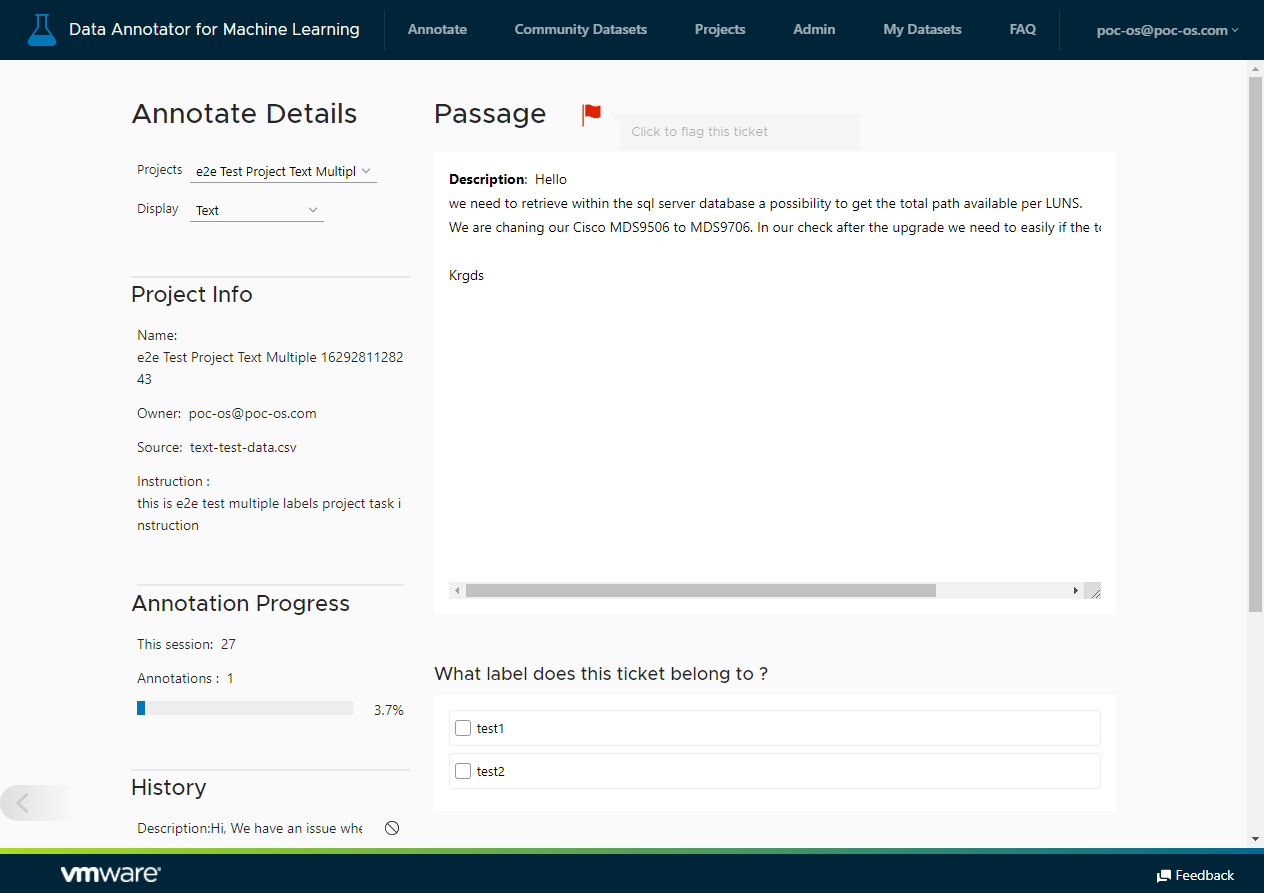 Data Annotator for Machine Learning
Annotate
Community Datasets
Projects
Admin
My Datasets
FAQ
poc-os@poc-os.com
Annotate Details
Projects
e2e Test Project Text Multipl
Display
Text
Project Info
Name:
e2e Test Project Text Multiple 16292811282
43
Owner: poc-os@poc-os.com
Source: text-test-data.csv
Instruction :
this is e2e test multiple labels project task i
nstruction
Annotation Progress
This session: 27
Annotations : 1
3.7%
History
Description:Hi, We have an issue whe
Passage
Click to flag this ticket
Description: Hello
we need to retrieve within the sql server database a possibility to get the total path available per LUNS.
We are chaning our Cisco MDS9506 to MDS9706. In our check after the upgrade we need to easily if the to
Krgds
What label does this ticket belong to ?
test1
test2
vmware
Feedback